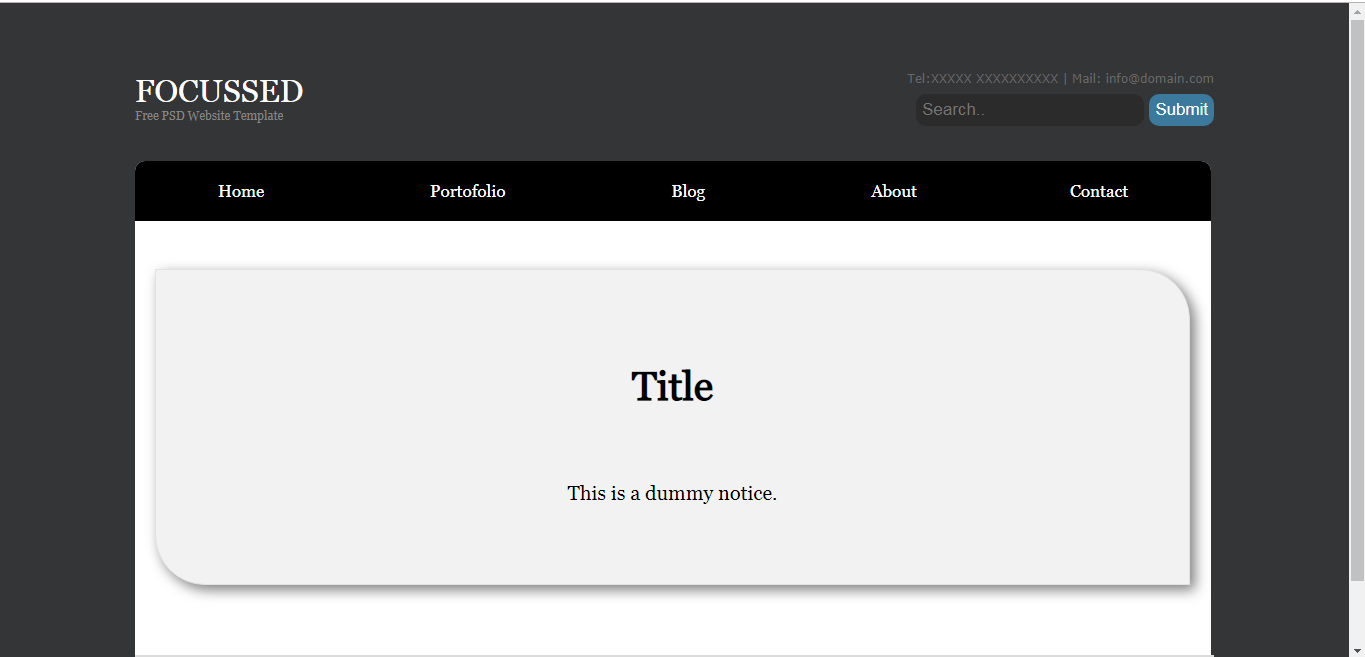 FOCUSSED
Free PSD Website Template
Tel:XXXXX XXXXXXXXXX | Mail: info@domain.com
Search..
Submit
Home Portofolio Blog About Contact
Title
This is a dummy notice.